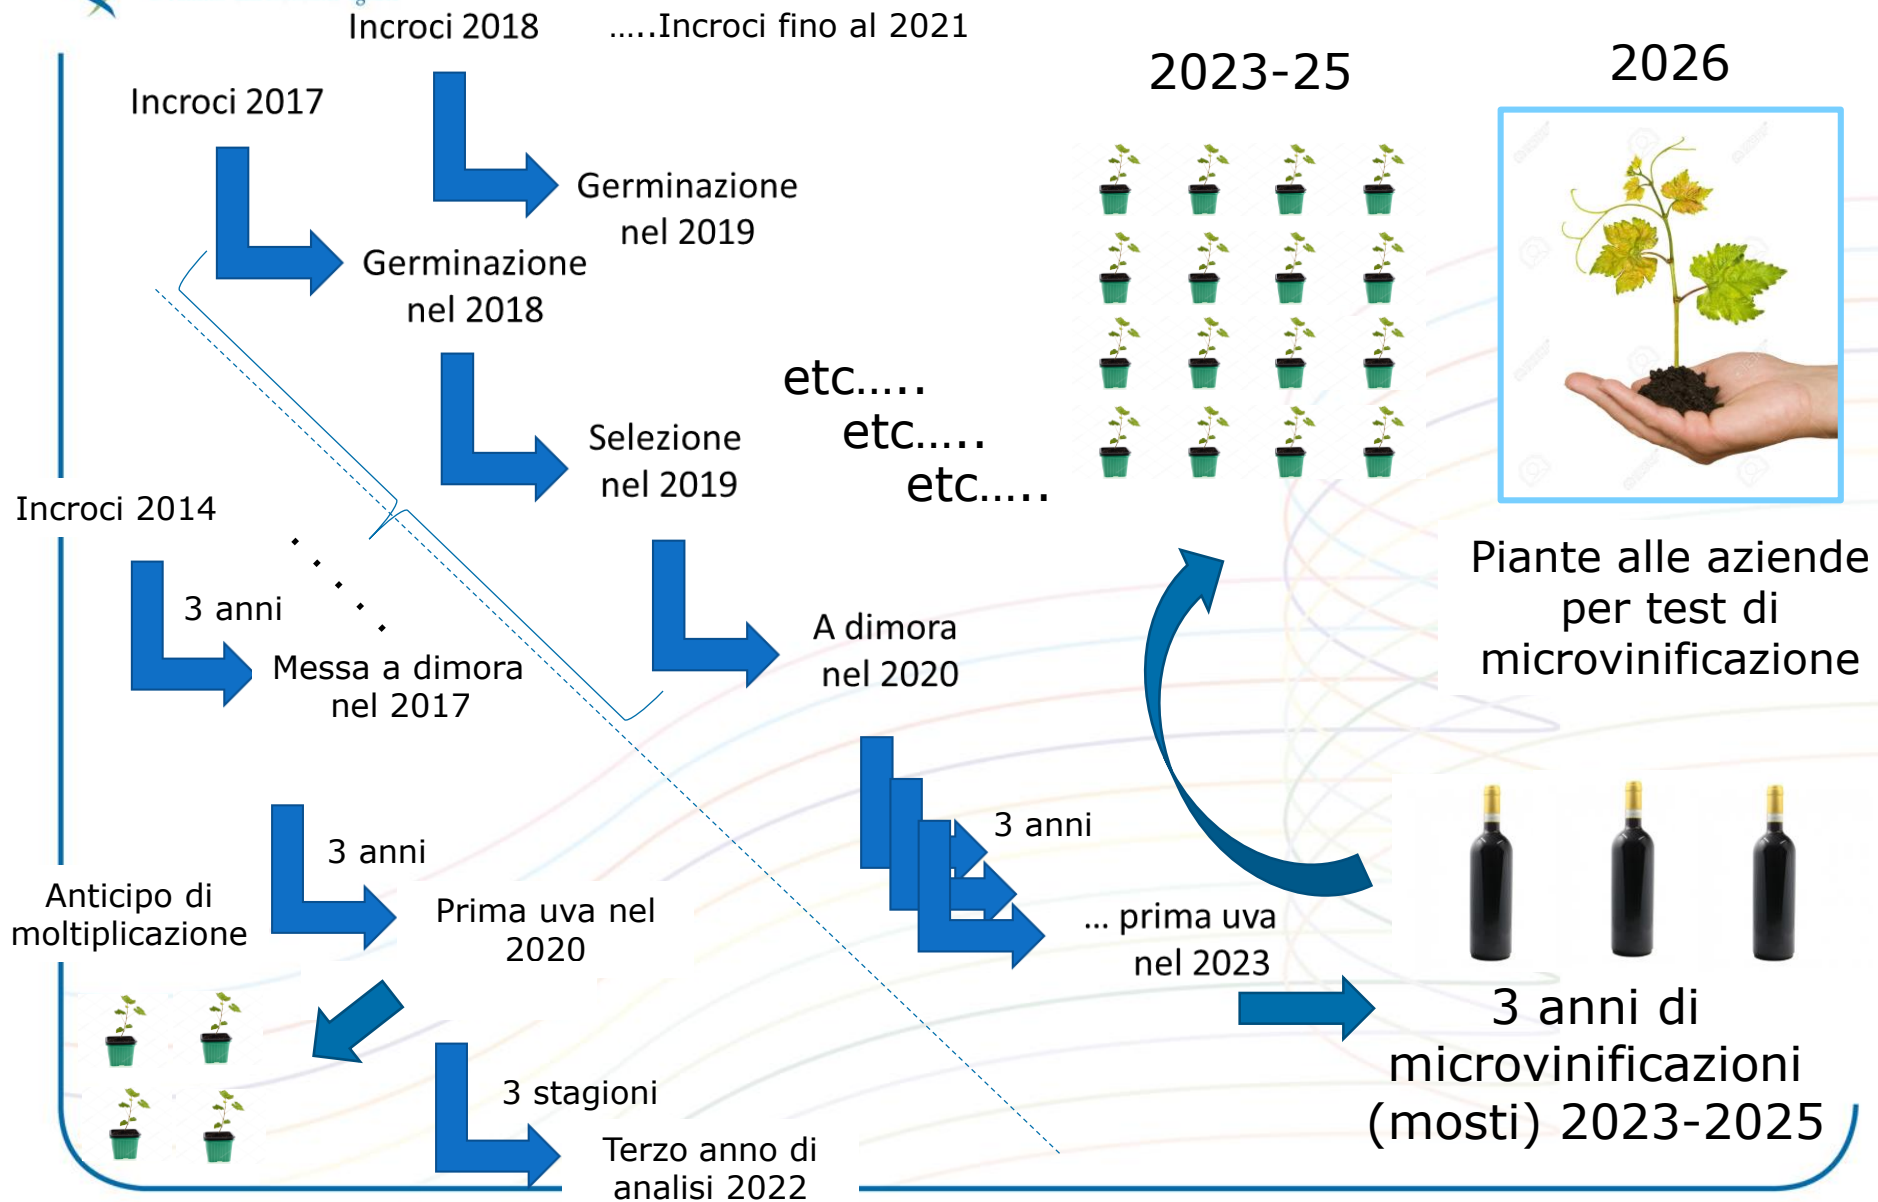 Incroci 2018
.....Incroci fino al 2021
2023-25
2026
Incroci 2017
Germinazione
nel 2019
Germinazione
nel 2018
etc.....
etc.....
etc.....
Selezione
nel 2019
Incroci 2014
3 anni
Messa a dimora
nel 2017
A dimora
nel 2020
Piante alle aziende
per test di
microvinificazione
3 anni
3 anni
Anticipo di
moltiplicazione
Prima uva nel
2020
... prima uva
nel 2023
3 anni di
microvinificazioni
(mosti) 2023-2025
3 stagioni
Terzo anno di
analisi 2022